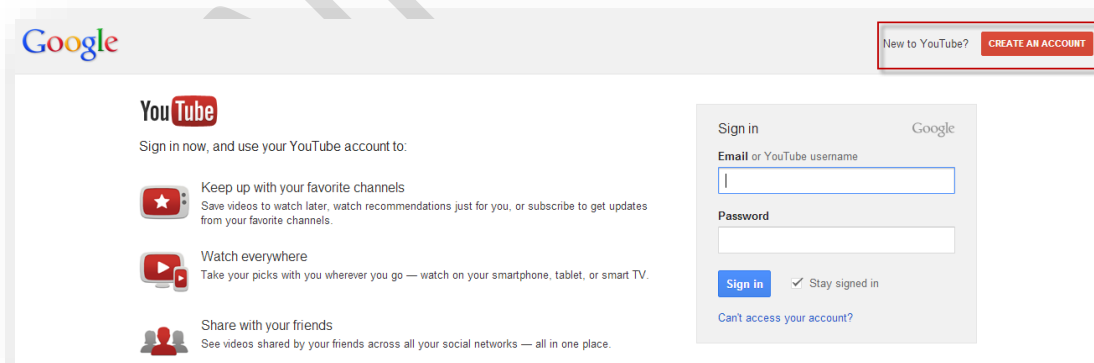 Google
New to YouTube? CREATE AN ACCOUNT
YouTube
Sign in now, and use your YouTube account to:
Keep up with your favorite channels
Save videos to watch later, watch recommendations just for you, or subscribe to get updates
from your favorite channels.
Watch everywhere
Take your picks with you wherever you go — watch on your smartphone, tablet, or smart TV.
Share with your friends
See videos shared by your friends across all your social networks — all in one place.
Sign in Google
Email or YouTube username
Password
Sign in Stay signed in
Can't access your account?